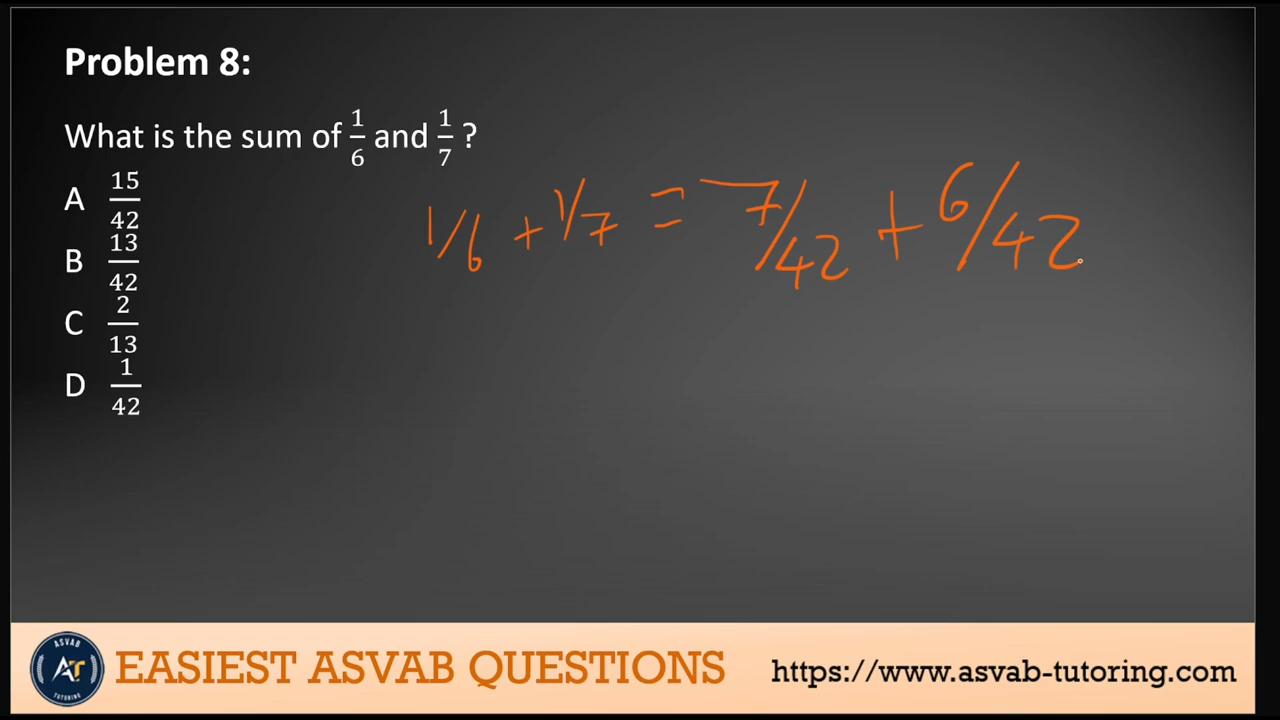 Problem 8:
What is the sum of 1/6 and 1/7 ?
A 15/42
B 13/42
C 2/13
D 1/42
1/6 + 1/7 = 7/42 + 6/42
ASVAB
AT
TUTORING
EASIEST ASVAB QUESTIONS
https://www.asvab-tutoring.com